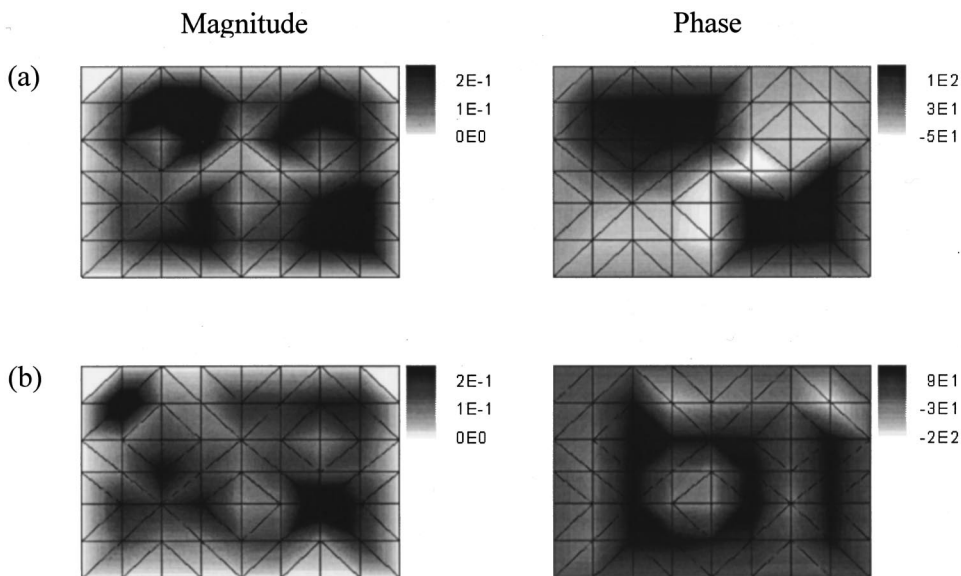 Magnitude Phase
(a)
2E-1
1E-1
0E0
1E2
3E1
-5E1
(b)
2E-1
1E-1
0E0
9E1
-3E1
-2E2